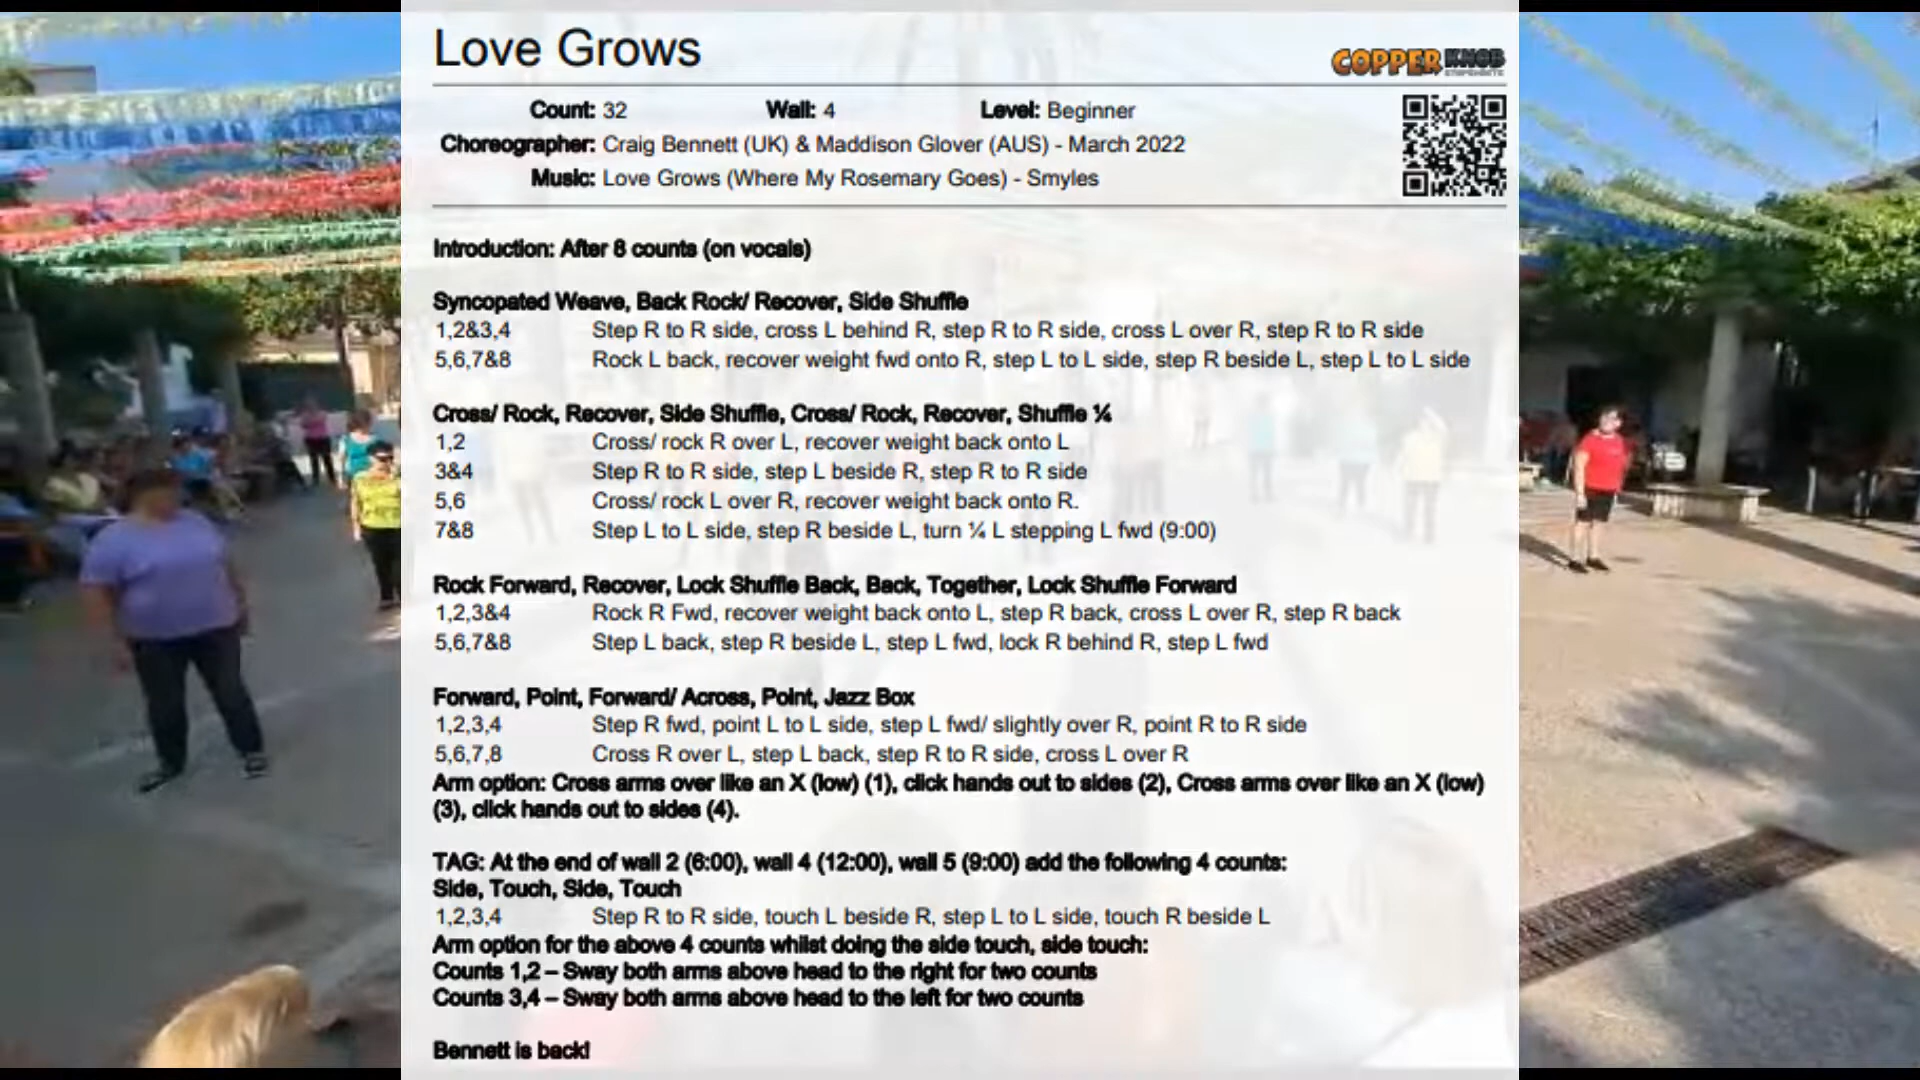 Love Grows
COPPER KNOB
STEPSHEETS
Count: 32 Wall: 4 Level: Beginner
Choreographer: Craig Bennett (UK) & Maddison Glover (AUS) - March 2022
Music: Love Grows (Where My Rosemary Goes) - Smyles
Introduction: After 8 counts (on vocals)
Syncopated Weave, Back Rock/ Recover, Side Shuffle
1,2&3,4 Step R to R side, cross L behind R, step R to R side, cross L over R, step R to R side
5,6,7&8 Rock L back, recover weight fwd onto R, step L to L side, step R beside L, step L to L side
Cross/ Rock, Recover, Side Shuffle, Cross/ Rock, Recover, Shuffle ¼
1,2 Cross/ rock R over L, recover weight back onto L
3&4 Step R to R side, step L beside R, step R to R side
5,6 Cross/ rock L over R, recover weight back onto R.
7&8 Step L to L side, step R beside L, turn ¼ L stepping L fwd (9:00)
Rock Forward, Recover, Lock Shuffle Back, Back, Together, Lock Shuffle Forward
1,2,3&4 Rock R Fwd, recover weight back onto L, step R back, cross L over R, step R back
5,6,7&8 Step L back, step R beside L, step L fwd, lock R behind R, step L fwd
Forward, Point, Forward/ Across, Point, Jazz Box
1,2,3,4 Step R fwd, point L to L side, step L fwd/ slightly over R, point R to R side
5,6,7,8 Cross R over L, step L back, step R to R side, cross L over R
Arm option: Cross arms over like an X (low) (1), click hands out to sides (2), Cross arms over like an X (low)
(3), click hands out to sides (4).
TAG: At the end of wall 2 (6:00), wall 4 (12:00), wall 5 (9:00) add the following 4 counts:
Side, Touch, Side, Touch
1,2,3,4 Step R to R side, touch L beside R, step L to L side, touch R beside L
Arm option for the above 4 counts whilst doing the side touch, side touch:
Counts 1,2 – Sway both arms above head to the right for two counts
Counts 3,4 – Sway both arms above head to the left for two counts
Bennett is back!